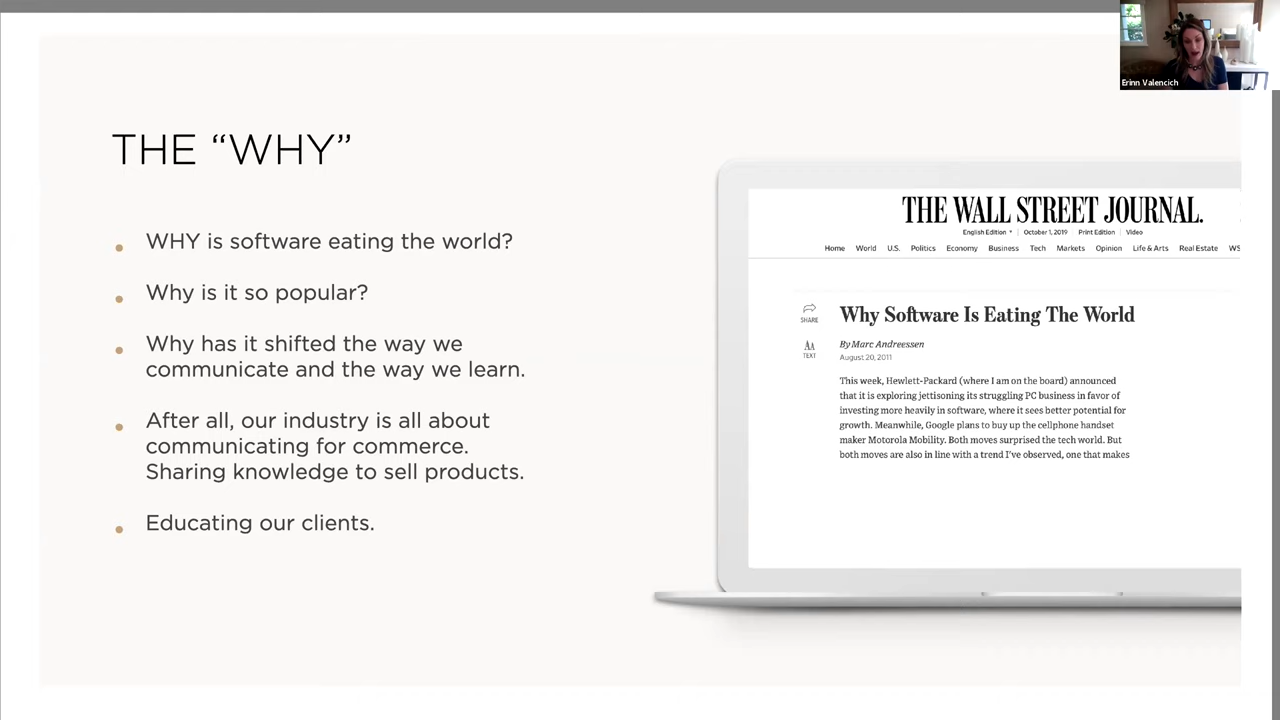 Erinn Valencich
THE “WHY”
WHY is software eating the world?
Why is it so popular?
Why has it shifted the way we
communicate and the way we learn.
After all, our industry is all about
communicating for commerce.
Sharing knowledge to sell products.
Educating our clients.
THE WALL STREET JOURNAL.
English Edition October 1, 2019 Print Edition Video
Home World U.S. Politics Economy Business Tech Markets Opinion Life & Arts Real Estate WS
SHARE
AA
TEXT
Why Software Is Eating The World
By Marc Andreessen
August 20, 2011
This week, Hewlett-Packard (where I am on the board) announced
that it is exploring jettisoning its struggling PC business in favor of
investing more heavily in software, where it sees better potential for
growth. Meanwhile, Google plans to buy up the cellphone handset
maker Motorola Mobility. Both moves surprised the tech world. But
both moves are also in line with a trend I've observed, one that makes